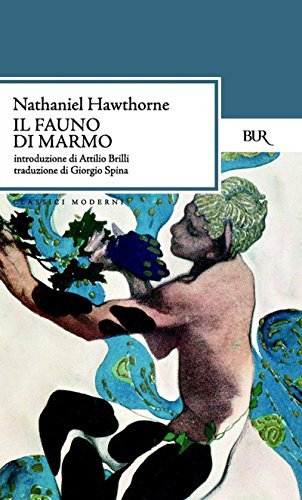 Nathaniel Hawthorne
IL FAUNO
DI MARMO
introduzione di Attilio Brilli
traduzione di Giorgio Spina
BUR
CLASSICI MODERNI